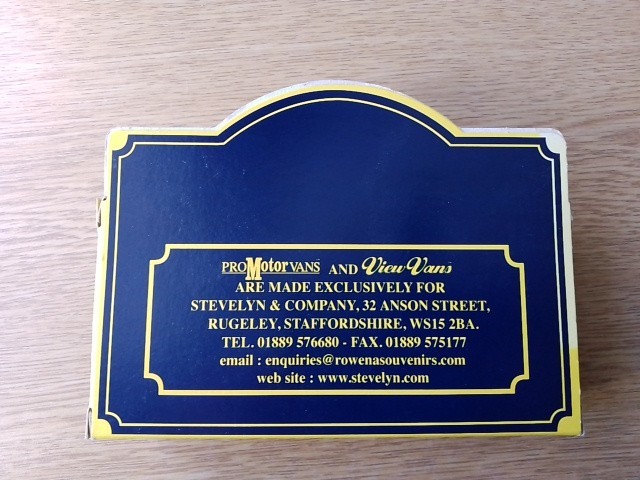 PROMotor VANS AND View Vans
ARE MADE EXCLUSIVELY FOR
STEVELYN & COMPANY, 32 ANSON STREET,
RUGELEY, STAFFORDSHIRE, WS15 2BA.
TEL. 01889 576680 - FAX. 01889 575177
email : enquiries@rowenasouvenirs.com
web site : www.stevelyn.com